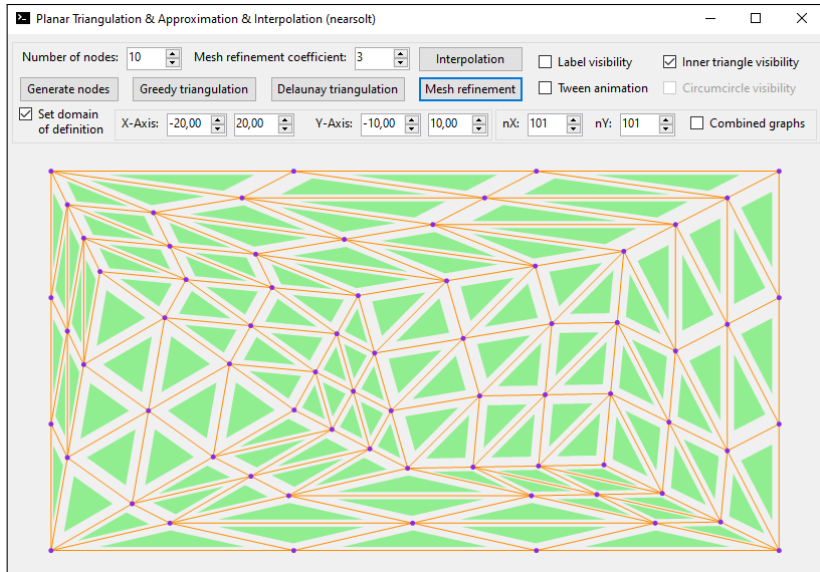 Planar Triangulation & Approximation & Interpolation (nearsolt)
Number of nodes: 10 Mesh refinement coefficient: 3 Interpolation Label visibility Inner triangle visibility
Generate nodes Greedy triangulation Delaunay triangulation Mesh refinement Tween animation Circumcircle visibility
Set domain
of definition X-Axis: -20,00 20,00 Y-Axis: -10,00 10,00 nX: 101 nY: 101 Combined graphs